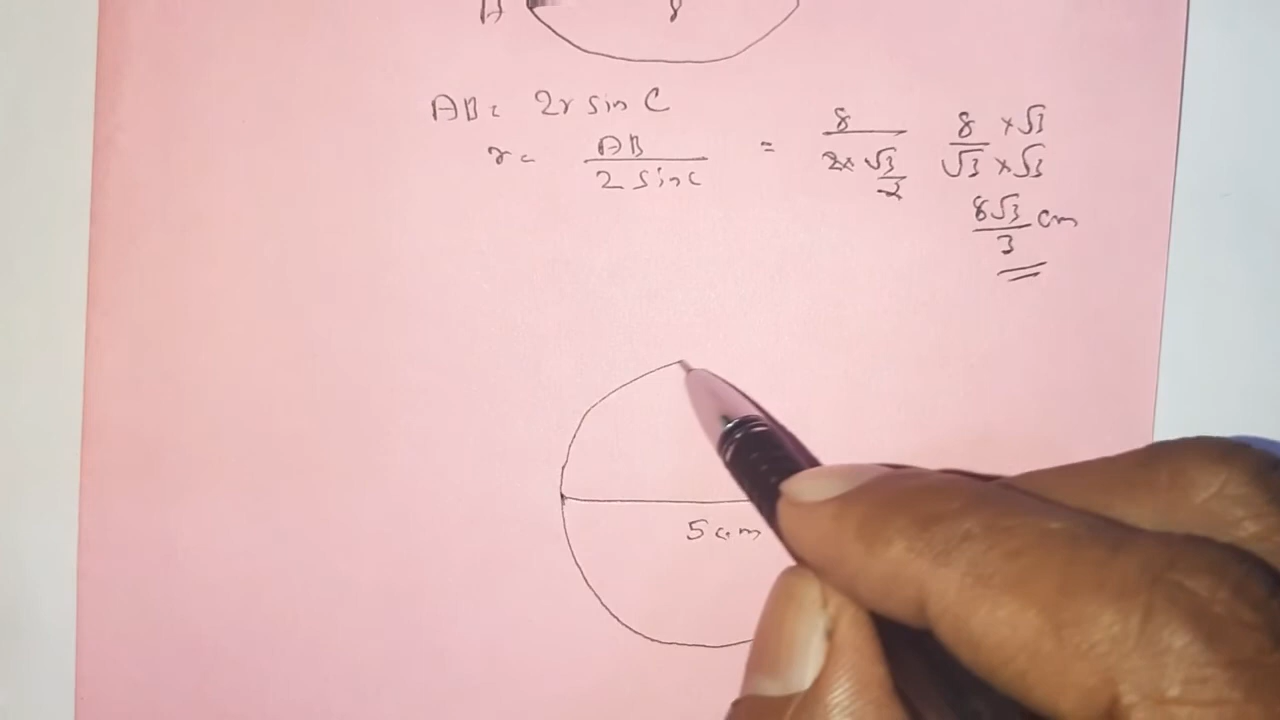 A 8
AB = 2r sin C
r = AB / 2 sin C = 8 / 2 × √3/2 8 × √3 / √3 × √3
8√3 / 3 cm
5 cm